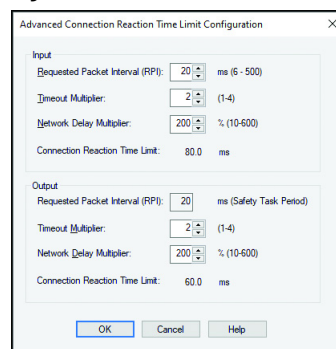 Advanced Connection Reaction Time Limit Configuration
Input
Requested Packet Interval (RPI): 20 ms (6 - 500)
Timeout Multiplier: 2 (1-4)
Network Delay Multiplier: 200 % (10-600)
Connection Reaction Time Limit: 80.0 ms
Output
Requested Packet Interval (RPI): 20 ms (Safety Task Period)
Timeout Multiplier: 2 (1-4)
Network Delay Multiplier: 200 % (10-600)
Connection Reaction Time Limit: 60.0 ms
OK Cancel Help